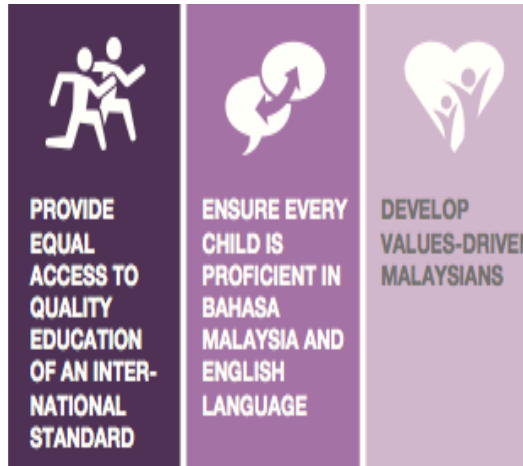 PROVIDE
EQUAL
ACCESS TO
QUALITY
EDUCATION
OF AN INTER-
NATIONAL
STANDARD
ENSURE EVERY
CHILD IS
PROFICIENT IN
BAHASA
MALAYSIA AND
ENGLISH
LANGUAGE
DEVELOP
VALUES-DRIVEN
MALAYSIANS